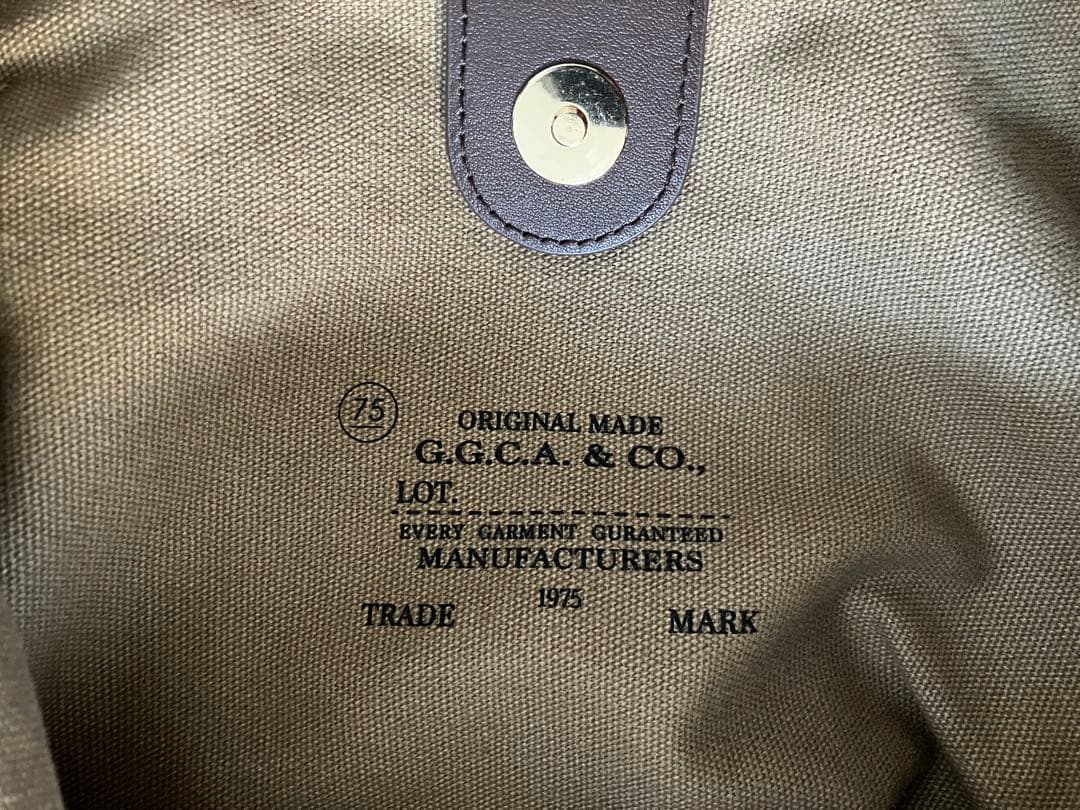 75
ORIGINAL MADE
G.G.C.A. & CO.,
LOT.
EVERY GARMENT GURANTEED
MANUFACTURERS
1975
TRADE MARK